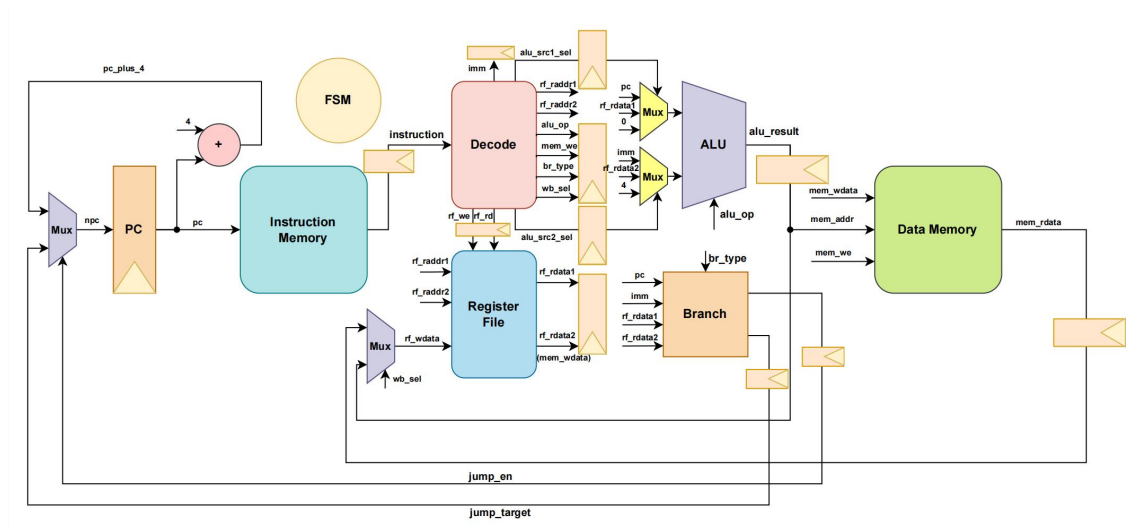 pc_plus_4
4
+
Mux
npc
PC
pc
Instruction
Memory
FSM
instruction
imm
alu_src1_sel
Decode
rf_raddr1
rf_raddr2
alu_op
mem_we
br_type
wb_sel
rf_we
rf_rd
alu_src2_sel
pc
rf_rdata1
0
Mux
imm
rf_rdata2
4
Mux
ALU
alu_op
alu_result
mem_wdata
mem_addr
mem_we
Data Memory
mem_rdata
rf_raddr1
rf_raddr2
Register
File
rf_rdata1
rf_rdata2
(mem_wdata)
Mux
rf_wdata
wb_sel
br_type
pc
imm
rf_rdata1
rf_rdata2
Branch
jump_en
jump_target